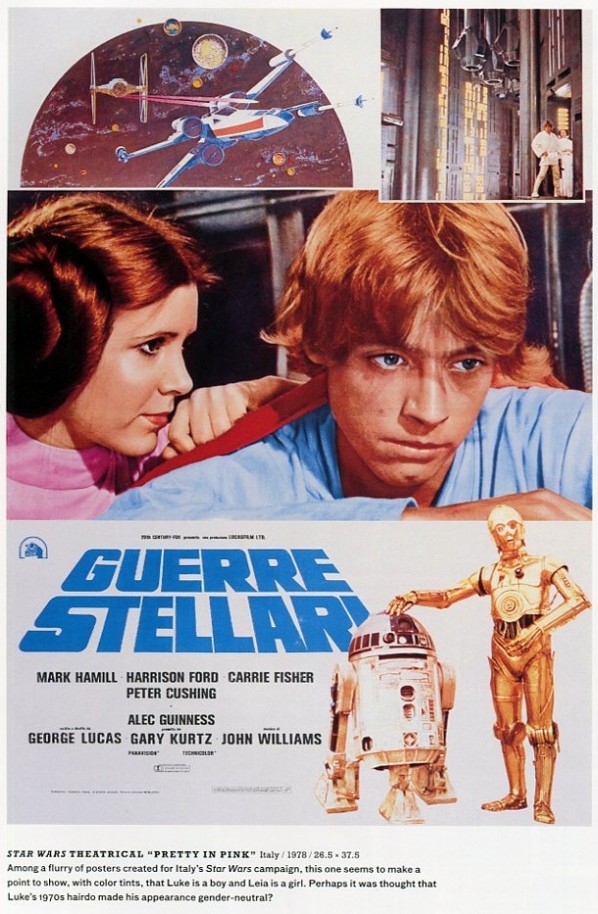 20th CENTURY-FOX presenta una produzione LUCASFILM LTD.
GUERRE
STELLARI
MARK HAMILL · HARRISON FORD · CARRIE FISHER
PETER CUSHING
ALEC GUINNESS
GEORGE LUCAS · GARY KURTZ · JOHN WILLIAMS
PANAVISION® TECHNICOLOR®
STAR WARS THEATRICAL “PRETTY IN PINK” Italy / 1978 / 26.5 × 37.5
Among a flurry of posters created for Italy's Star Wars campaign, this one seems to make a
point to show, with color tints, that Luke is a boy and Leia is a girl. Perhaps it was thought that
Luke's 1970s hairdo made his appearance gender-neutral?